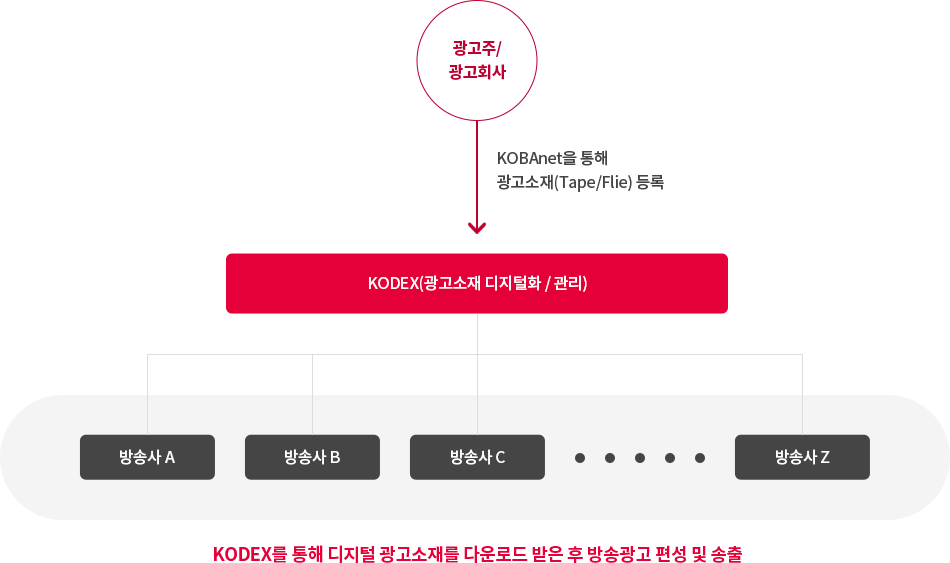 광고주/
광고회사
KOBAnet을 통해
광고소재(Tape/Flie) 등록
KODEX(광고소재 디지털화 / 관리)
방송사 A
방송사 B
방송사 C
방송사 Z
KODEX를 통해 디지털 광고소재를 다운로드 받은 후 방송광고 편성 및 송출